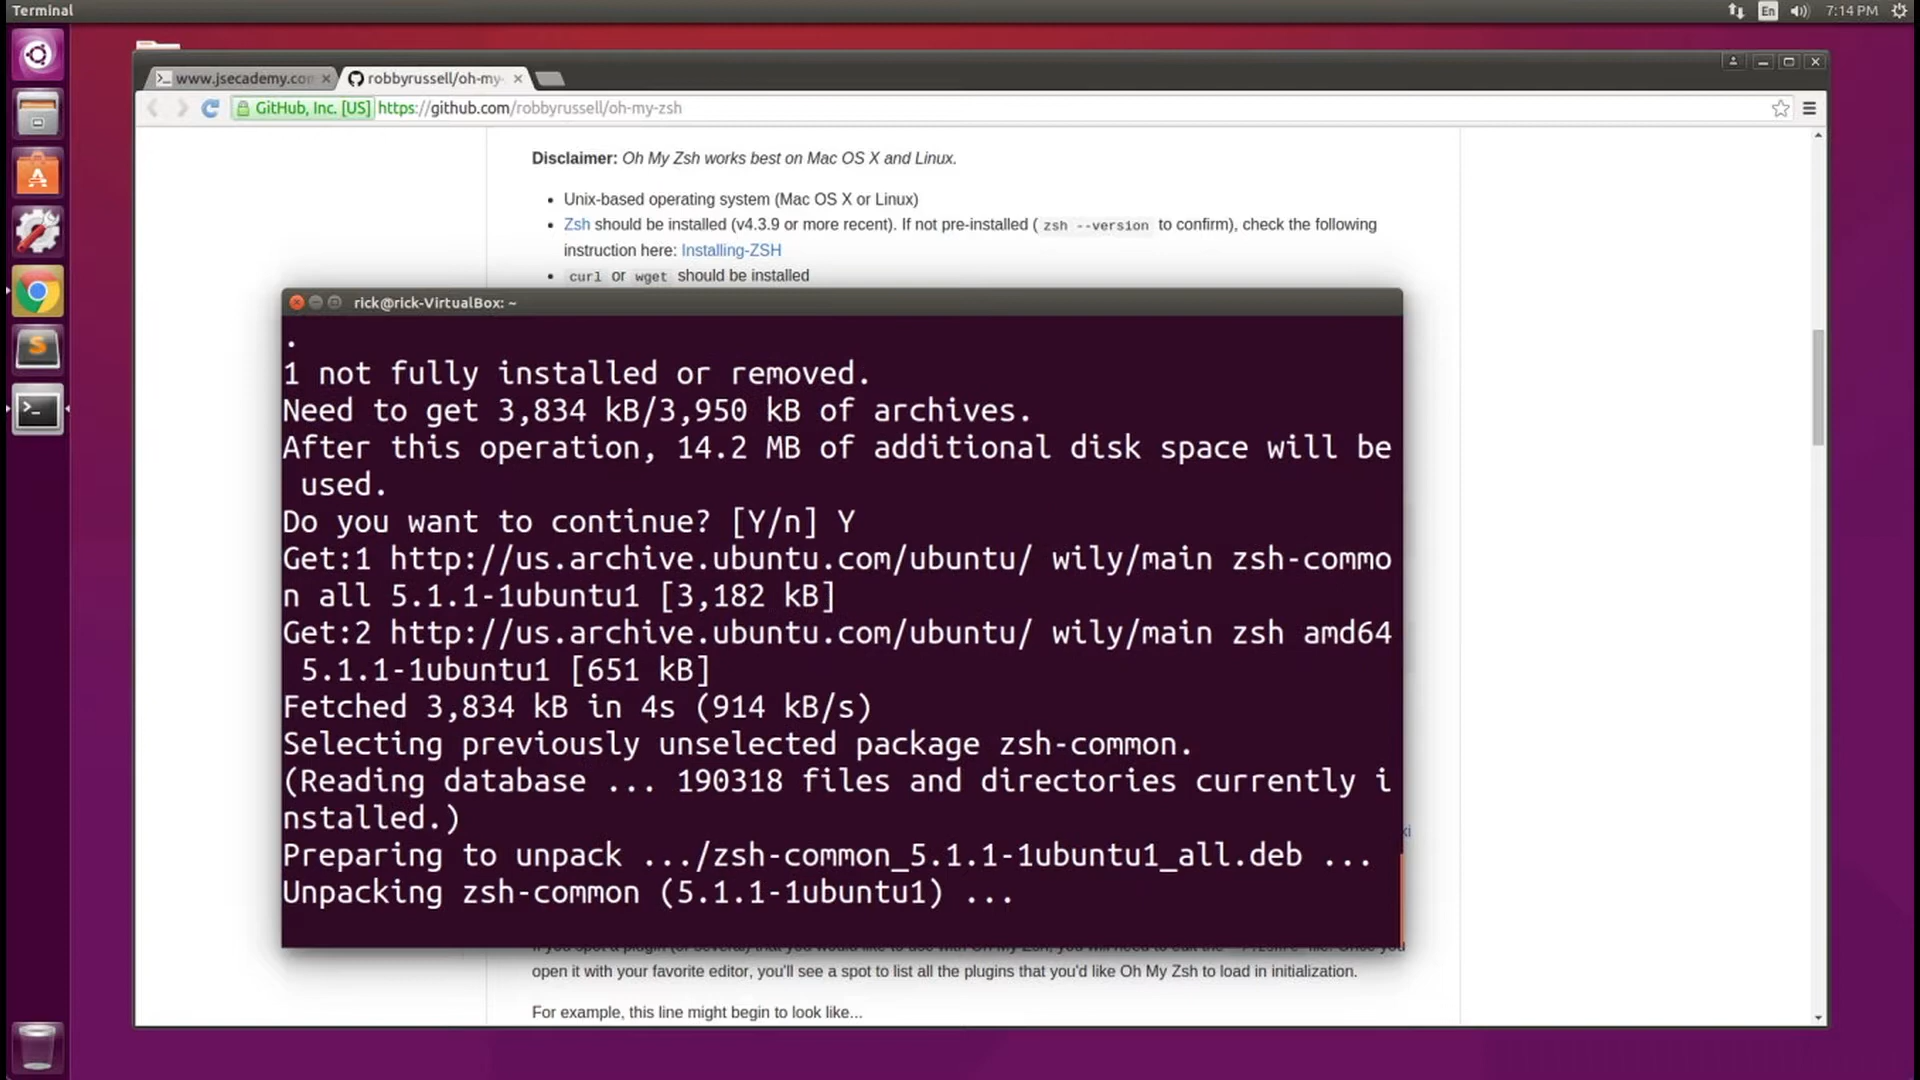 Terminal
En
7:14 PM
www.jsecademy.com
robbyrussell/oh-my-
GitHub, Inc. [US] https://github.com/robbyrussell/oh-my-zsh
Disclaimer: Oh My Zsh works best on Mac OS X and Linux.
Unix-based operating system (Mac OS X or Linux)
Zsh should be installed (v4.3.9 or more recent). If not pre-installed ( zsh --version to confirm), check the following
instruction here: Installing-ZSH
curl or wget should be installed
rick@rick-VirtualBox: ~
.
1 not fully installed or removed.
Need to get 3,834 kB/3,950 kB of archives.
After this operation, 14.2 MB of additional disk space will be
used.
Do you want to continue? [Y/n] Y
Get:1 http://us.archive.ubuntu.com/ubuntu/ wily/main zsh-commo
n all 5.1.1-1ubuntu1 [3,182 kB]
Get:2 http://us.archive.ubuntu.com/ubuntu/ wily/main zsh amd64
5.1.1-1ubuntu1 [651 kB]
Fetched 3,834 kB in 4s (914 kB/s)
Selecting previously unselected package zsh-common.
(Reading database ... 190318 files and directories currently i
nstalled.)
ki
Preparing to unpack .../zsh-common_5.1.1-1ubuntu1_all.deb ...
Unpacking zsh-common (5.1.1-1ubuntu1) ...
open it with your favorite editor, you'll see a spot to list all the plugins that you'd like Oh My Zsh to load in initialization.
For example, this line might begin to look like...